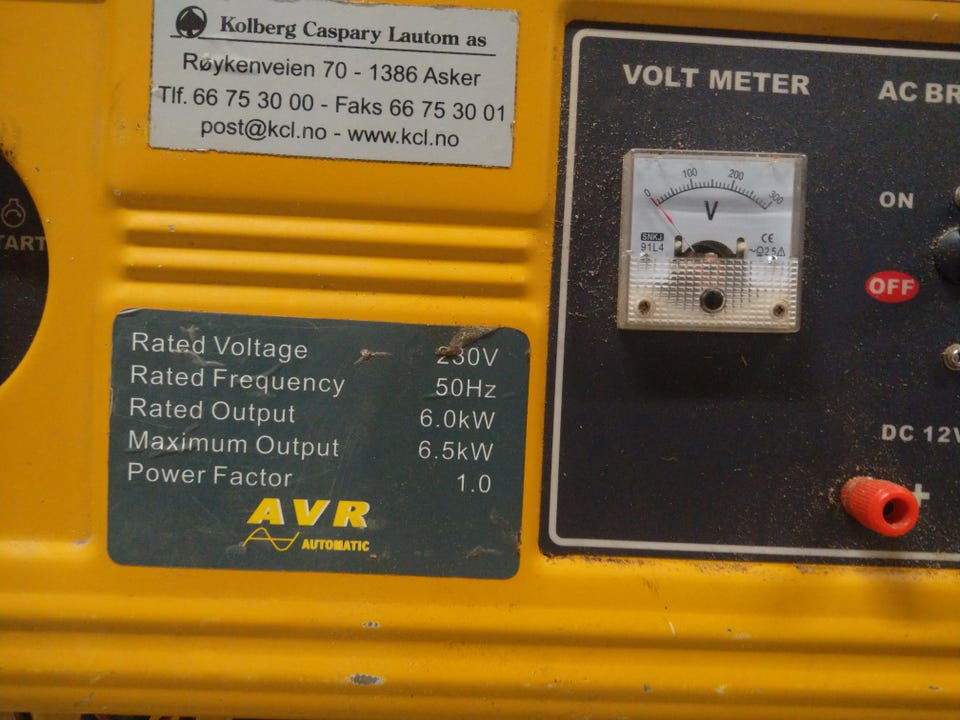 Kolberg Caspary Lautom as
Røykenveien 70 - 1386 Asker
Tlf. 66 75 30 00 - Faks 66 75 30 01
post@kcl.no - www.kcl.no
TART
Rated Voltage 230V
Rated Frequency 50Hz
Rated Output 6.0kW
Maximum Output 6.5kW
Power Factor 1.0
AVR
AUTOMATIC
VOLT METER
0 100 200 300
V
SNKJ
91L4
CE
2.5
AC BR
ON
OFF
DC 12V
+